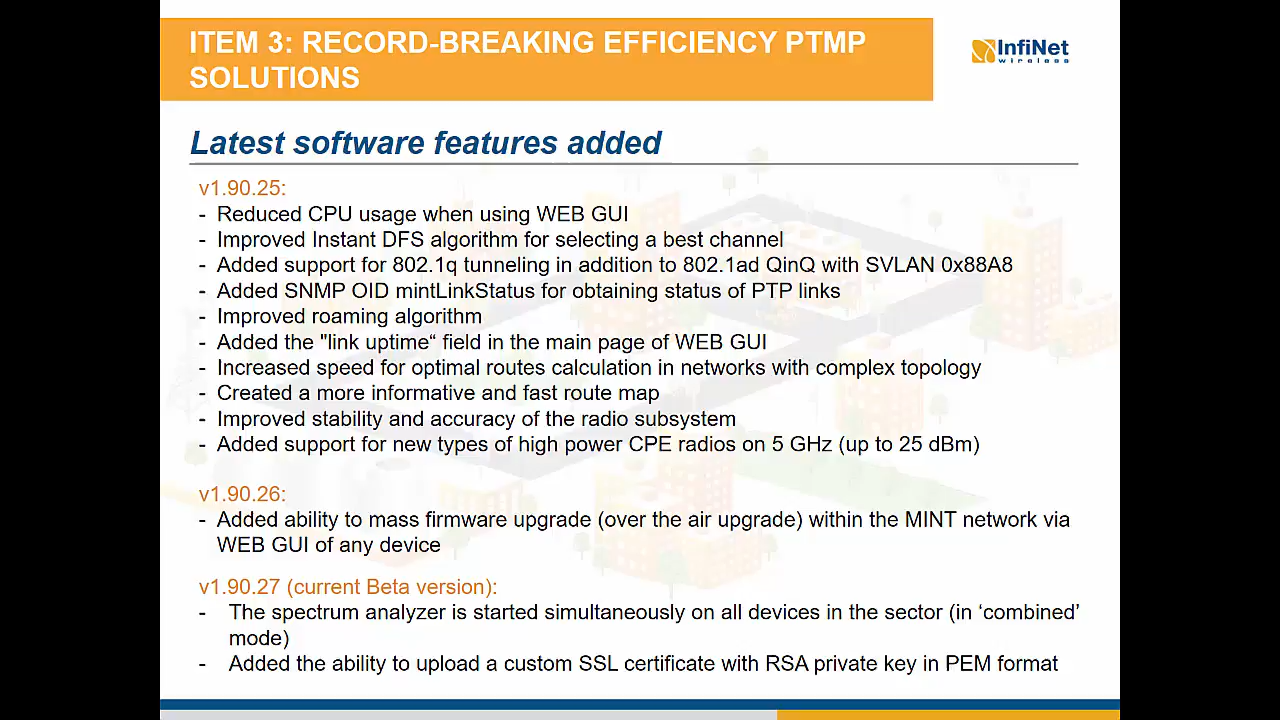 ITEM 3: RECORD-BREAKING EFFICIENCY PTMP
SOLUTIONS
InfiNet
wireless
Latest software features added
v1.90.25:
- Reduced CPU usage when using WEB GUI
- Improved Instant DFS algorithm for selecting a best channel
- Added support for 802.1q tunneling in addition to 802.1ad QinQ with SVLAN 0x88A8
- Added SNMP OID mintLinkStatus for obtaining status of PTP links
- Improved roaming algorithm
- Added the "link uptime“ field in the main page of WEB GUI
- Increased speed for optimal routes calculation in networks with complex topology
- Created a more informative and fast route map
- Improved stability and accuracy of the radio subsystem
- Added support for new types of high power CPE radios on 5 GHz (up to 25 dBm)
v1.90.26:
- Added ability to mass firmware upgrade (over the air upgrade) within the MINT network via
WEB GUI of any device
v1.90.27 (current Beta version):
- The spectrum analyzer is started simultaneously on all devices in the sector (in ‘combined’
mode)
- Added the ability to upload a custom SSL certificate with RSA private key in PEM format